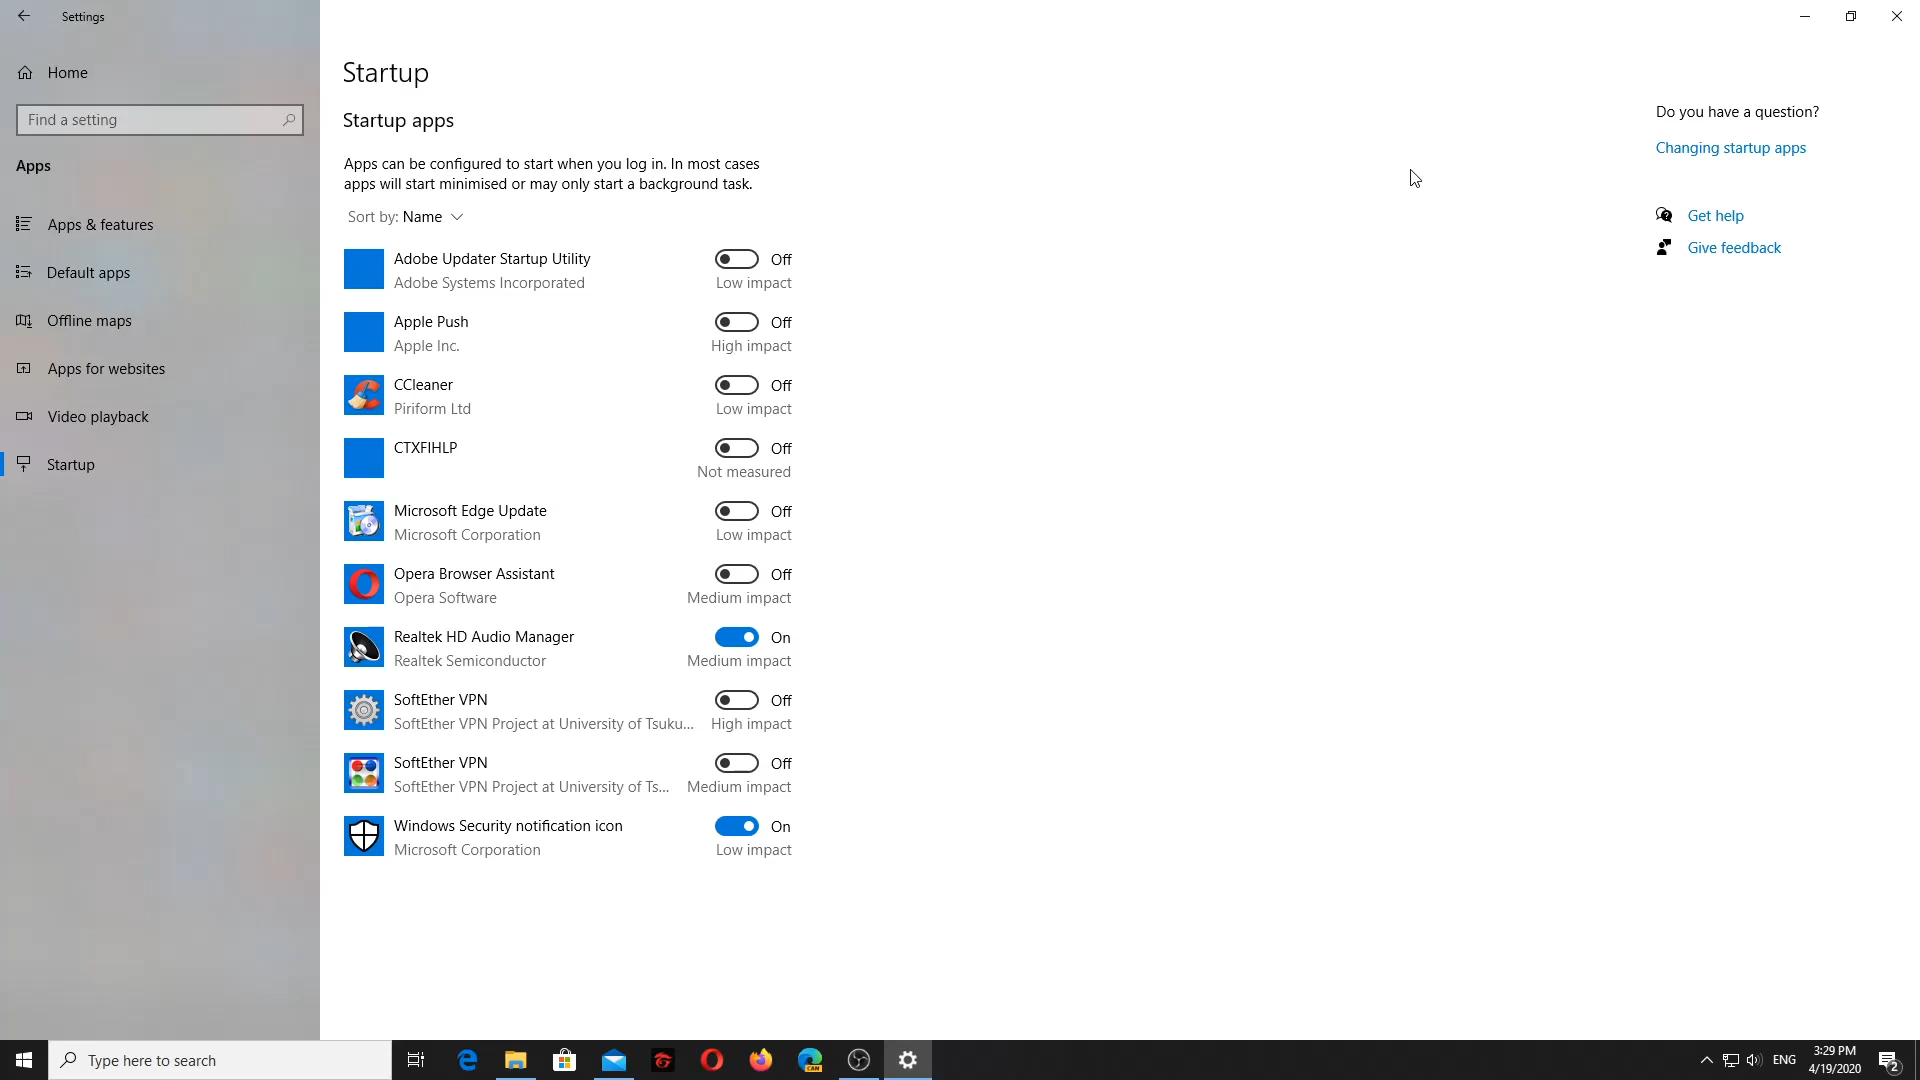 Settings
Home
Find a setting
Apps
Apps & features
Default apps
Offline maps
Apps for websites
Video playback
Startup
Startup
Startup apps
Apps can be configured to start when you log in. In most cases
apps will start minimised or may only start a background task.
Sort by: Name
Adobe Updater Startup Utility Off
Adobe Systems Incorporated Low impact
Apple Push Off
Apple Inc. High impact
CCleaner Off
Piriform Ltd Low impact
CTXFIHLP Off
Not measured
Microsoft Edge Update Off
Microsoft Corporation Low impact
Opera Browser Assistant Off
Opera Software Medium impact
Realtek HD Audio Manager On
Realtek Semiconductor Medium impact
SoftEther VPN Off
SoftEther VPN Project at University of Tsuku... High impact
SoftEther VPN Off
SoftEther VPN Project at University of Ts... Medium impact
Windows Security notification icon On
Microsoft Corporation Low impact
Do you have a question?
Changing startup apps
Get help
Give feedback
Type here to search
CAN
ENG
3:29 PM
4/19/2020
2